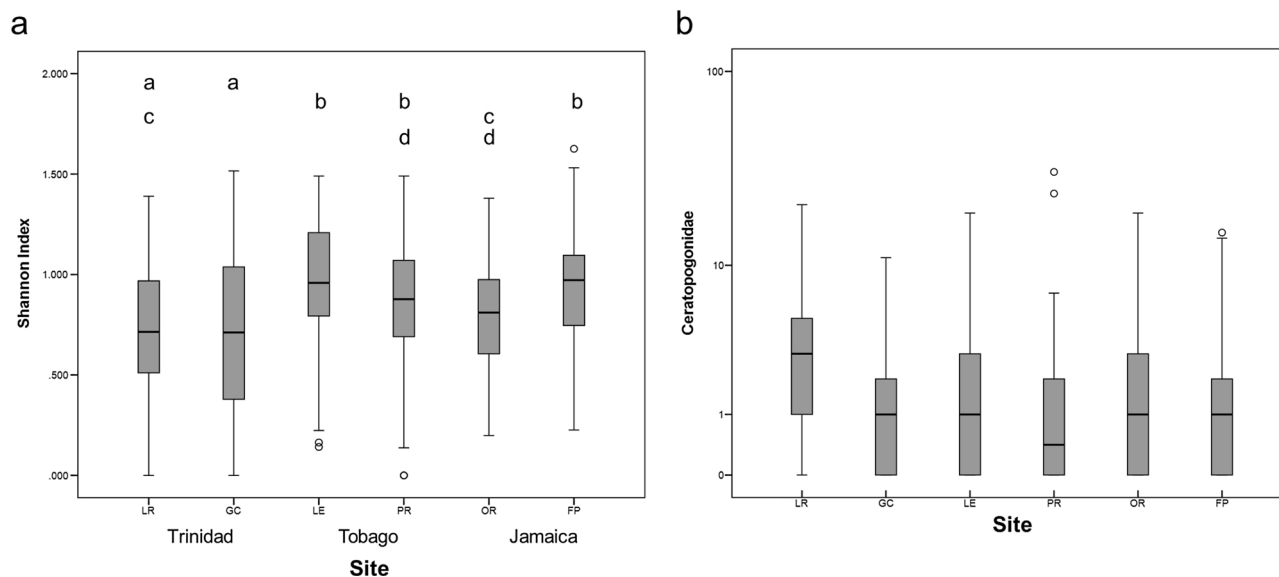 a
2.000
a a
b b b
c c
d d
1.500
1.000
.500
.000
Shannon Index
LR GC LE PR OR FP
Trinidad Tobago Jamaica
Site
b
100
10
1
0
Ceratopogonidae
LR GC LE PR OR FP
Site